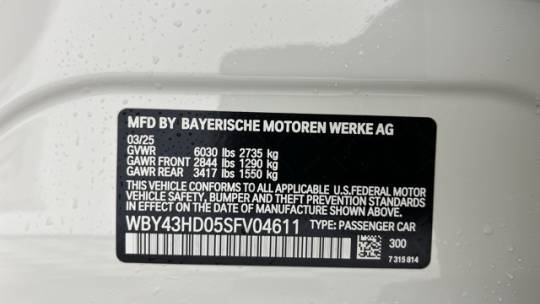 MFD BY BAYERISCHE MOTOREN WERKE AG
03/25
GVWR 6030 lbs 2735 kg
GAWR FRONT 2844 lbs 1290 kg
GAWR REAR 3417 lbs 1550 kg
THIS VEHICLE CONFORMS TO ALL APPLICABLE U.S.FEDERAL MOTOR
VEHICLE SAFETY, BUMPER AND THEFT PREVENTION STANDARDS
IN EFFECT ON THE DATE OF MANUFACTURE SHOWN ABOVE.
WBY43HD05SFV04611 TYPE: PASSENGER CAR
300
7 315 814